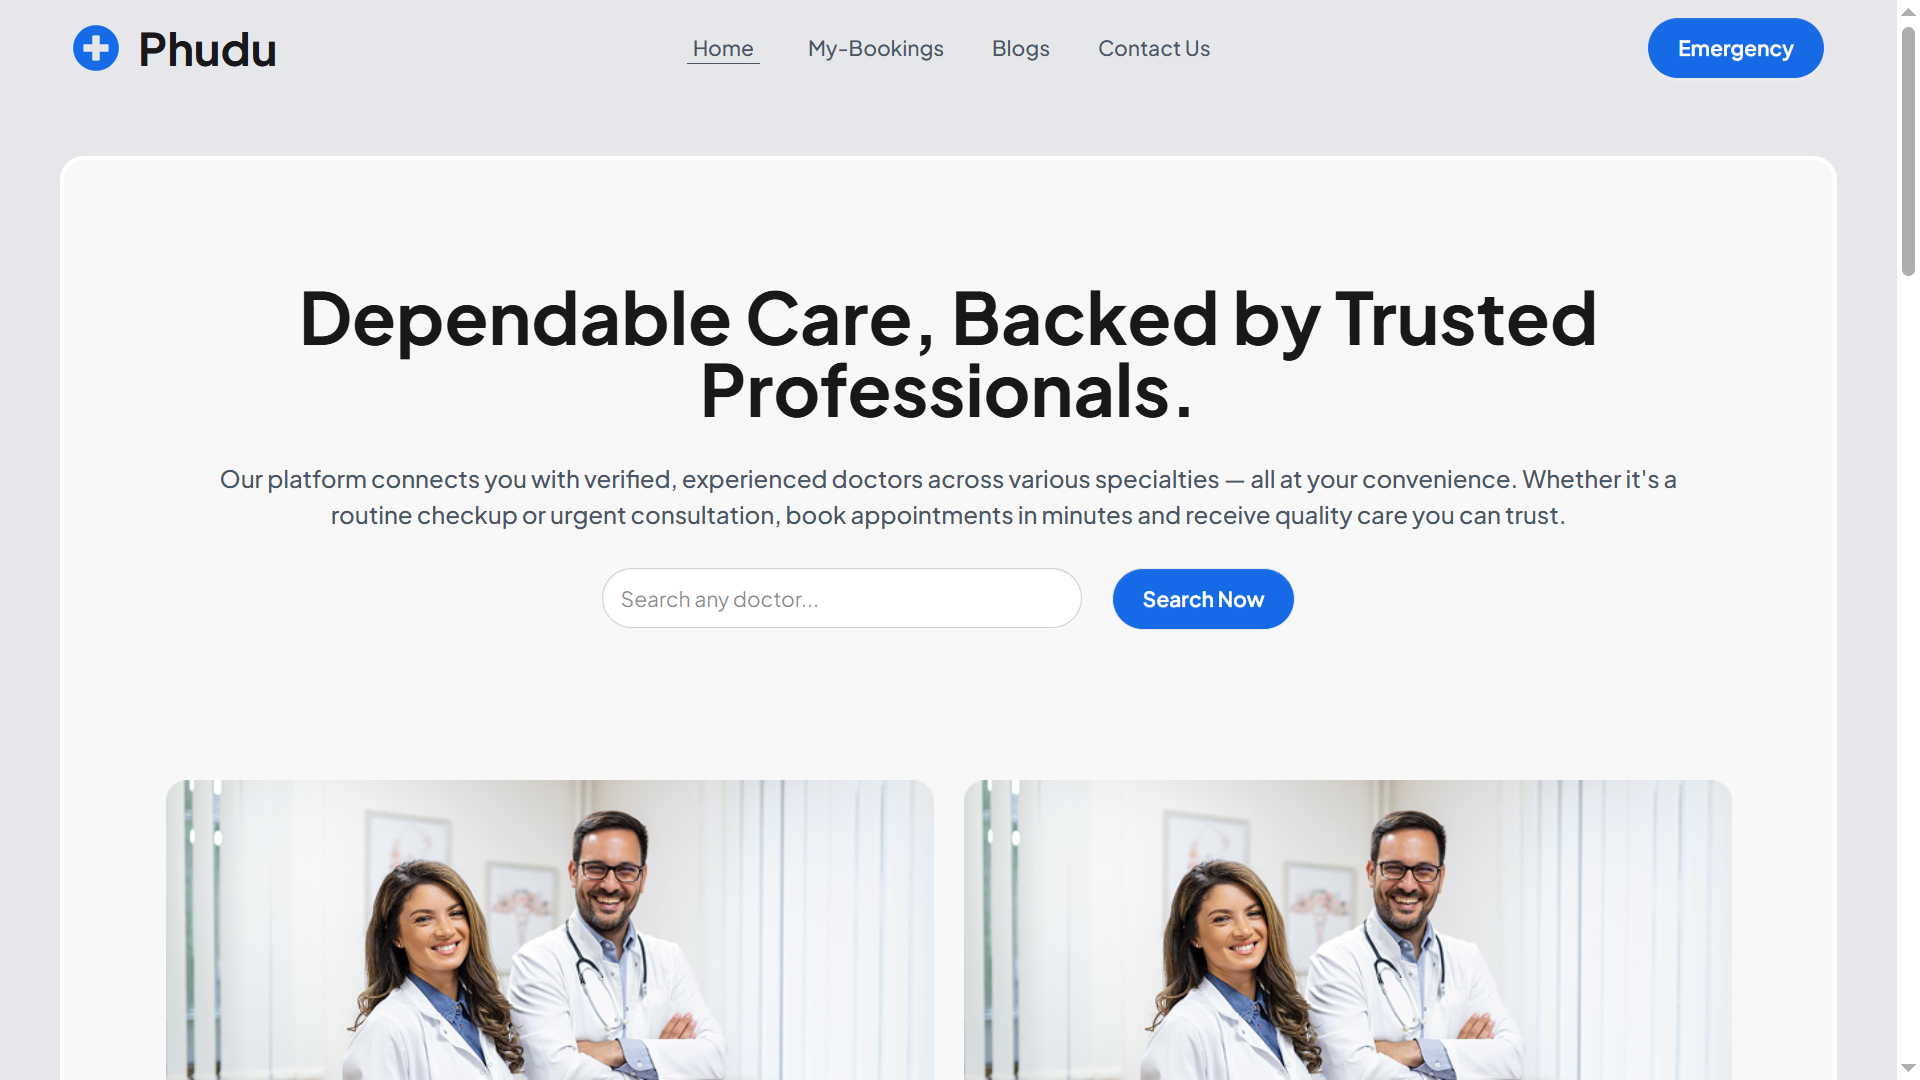 Phudu
Home
My-Bookings
Blogs
Contact Us
Emergency
Dependable Care, Backed by Trusted
Professionals.
Our platform connects you with verified, experienced doctors across various specialties — all at your convenience. Whether it's a
routine checkup or urgent consultation, book appointments in minutes and receive quality care you can trust.
Search any doctor...
Search Now